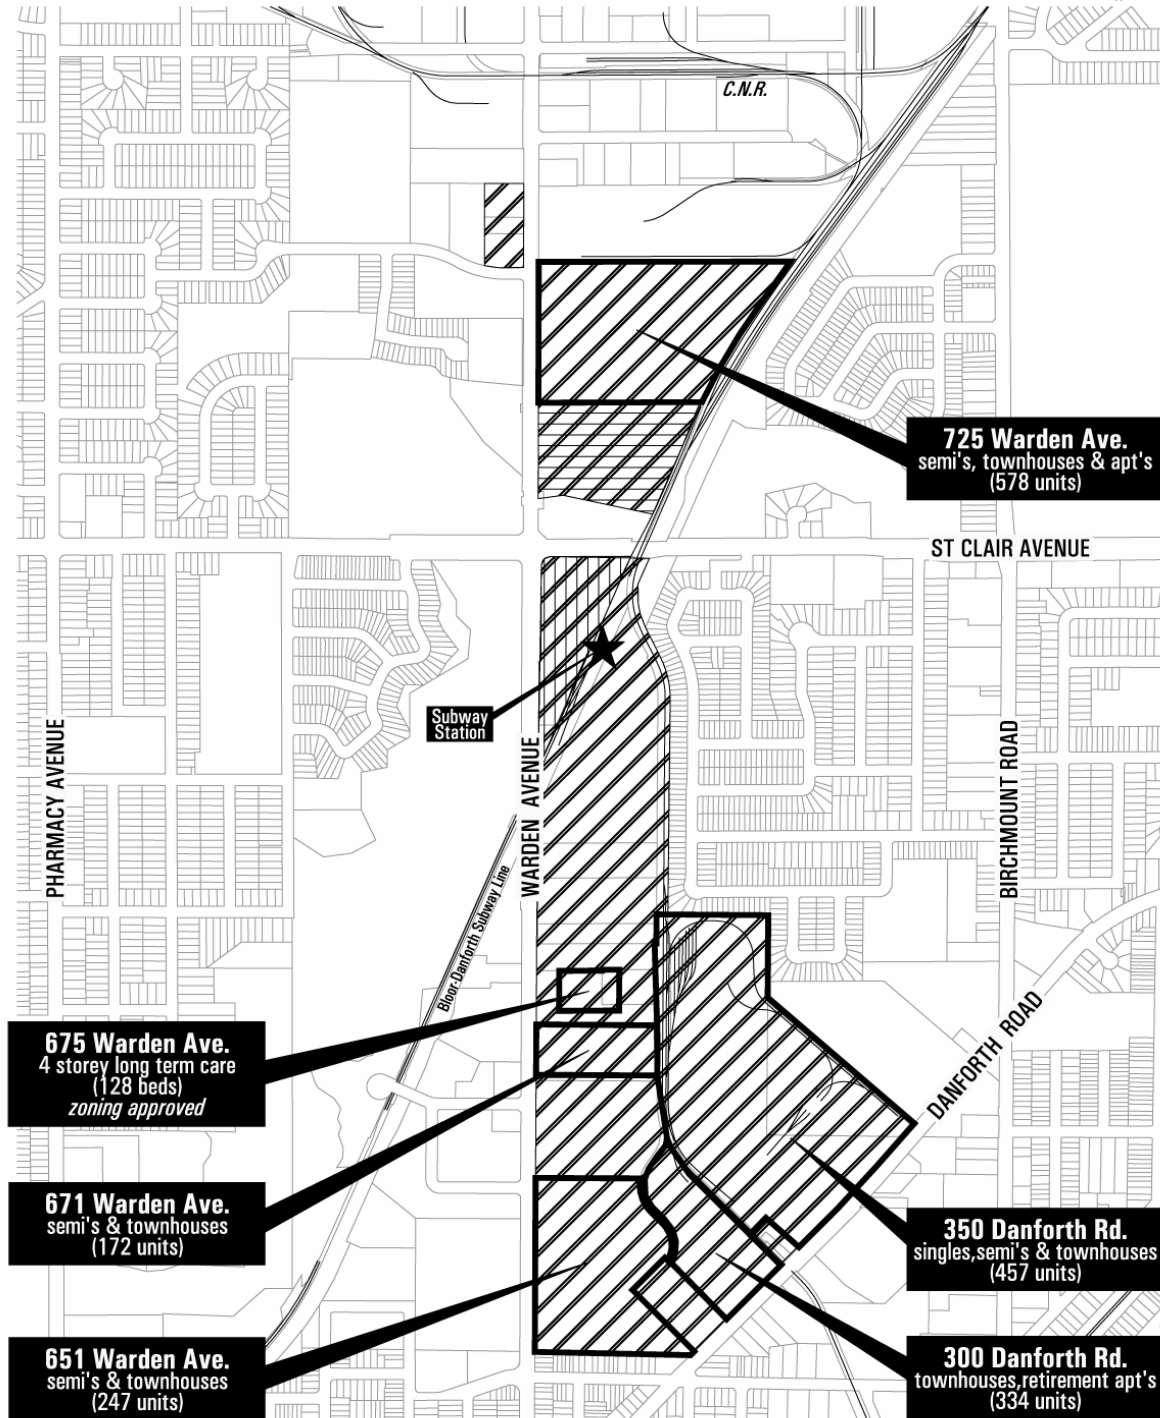 C.N.R.
725 Warden Ave.
semi's, townhouses & apt's
(578 units)
ST CLAIR AVENUE
Subway
Station
PHARMACY AVENUE
WARDEN AVENUE
BIRCHMOUNT ROAD
Bloor-Danforth Subway Line
DANFORTH ROAD
675 Warden Ave.
4 storey long term care
(128 beds)
zoning approved
671 Warden Ave.
semi's & townhouses
(172 units)
350 Danforth Rd.
singles,semi's & townhouses
(457 units)
651 Warden Ave.
semi's & townhouses
(247 units)
300 Danforth Rd.
townhouses,retirement apt's
(334 units)